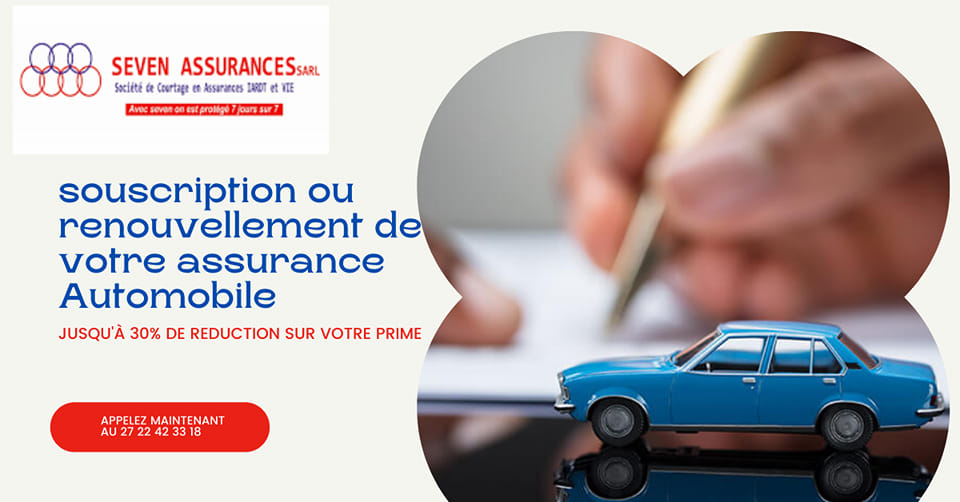 SEVEN ASSURANCES SARL
Société de Courtage en Assurances IARDT et VIE
Avec seven on est protégé 7 jours sur 7
souscription ou
renouvellement de
votre assurance
Automobile
JUSQU'À 30% DE REDUCTION SUR VOTRE PRIME
APPELEZ MAINTENANT
AU 27 22 42 33 18